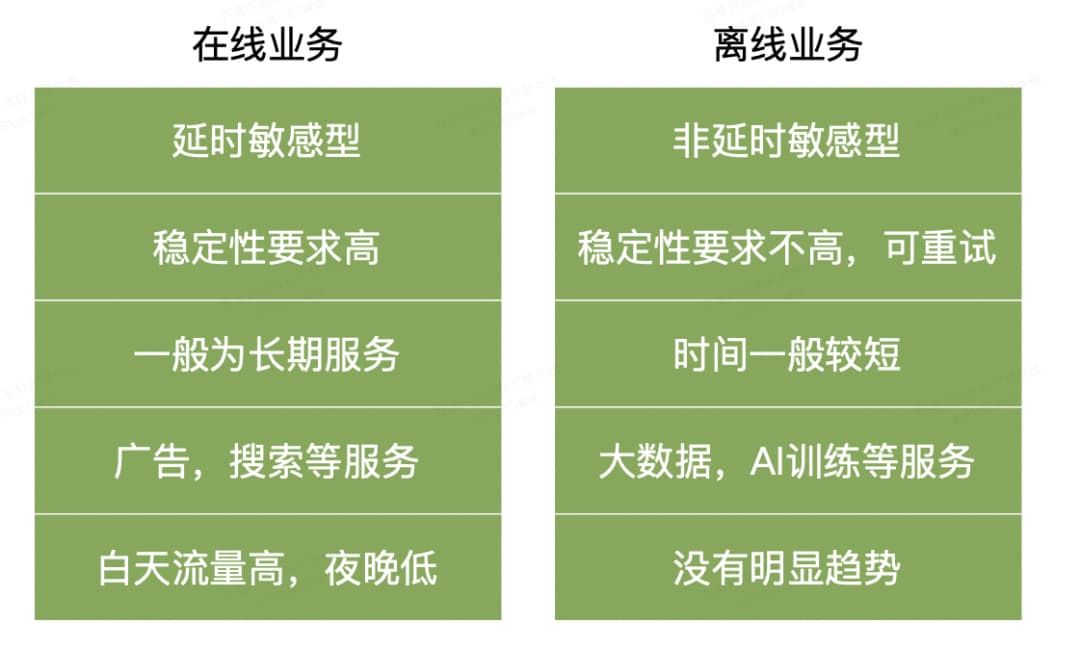 在线业务
延时敏感型
稳定性要求高
一般为长期服务
广告，搜索等服务
白天流量高，夜晚低
离线业务
非延时敏感型
稳定性要求不高，可重试
时间一般较短
大数据，AI训练等服务
没有明显趋势